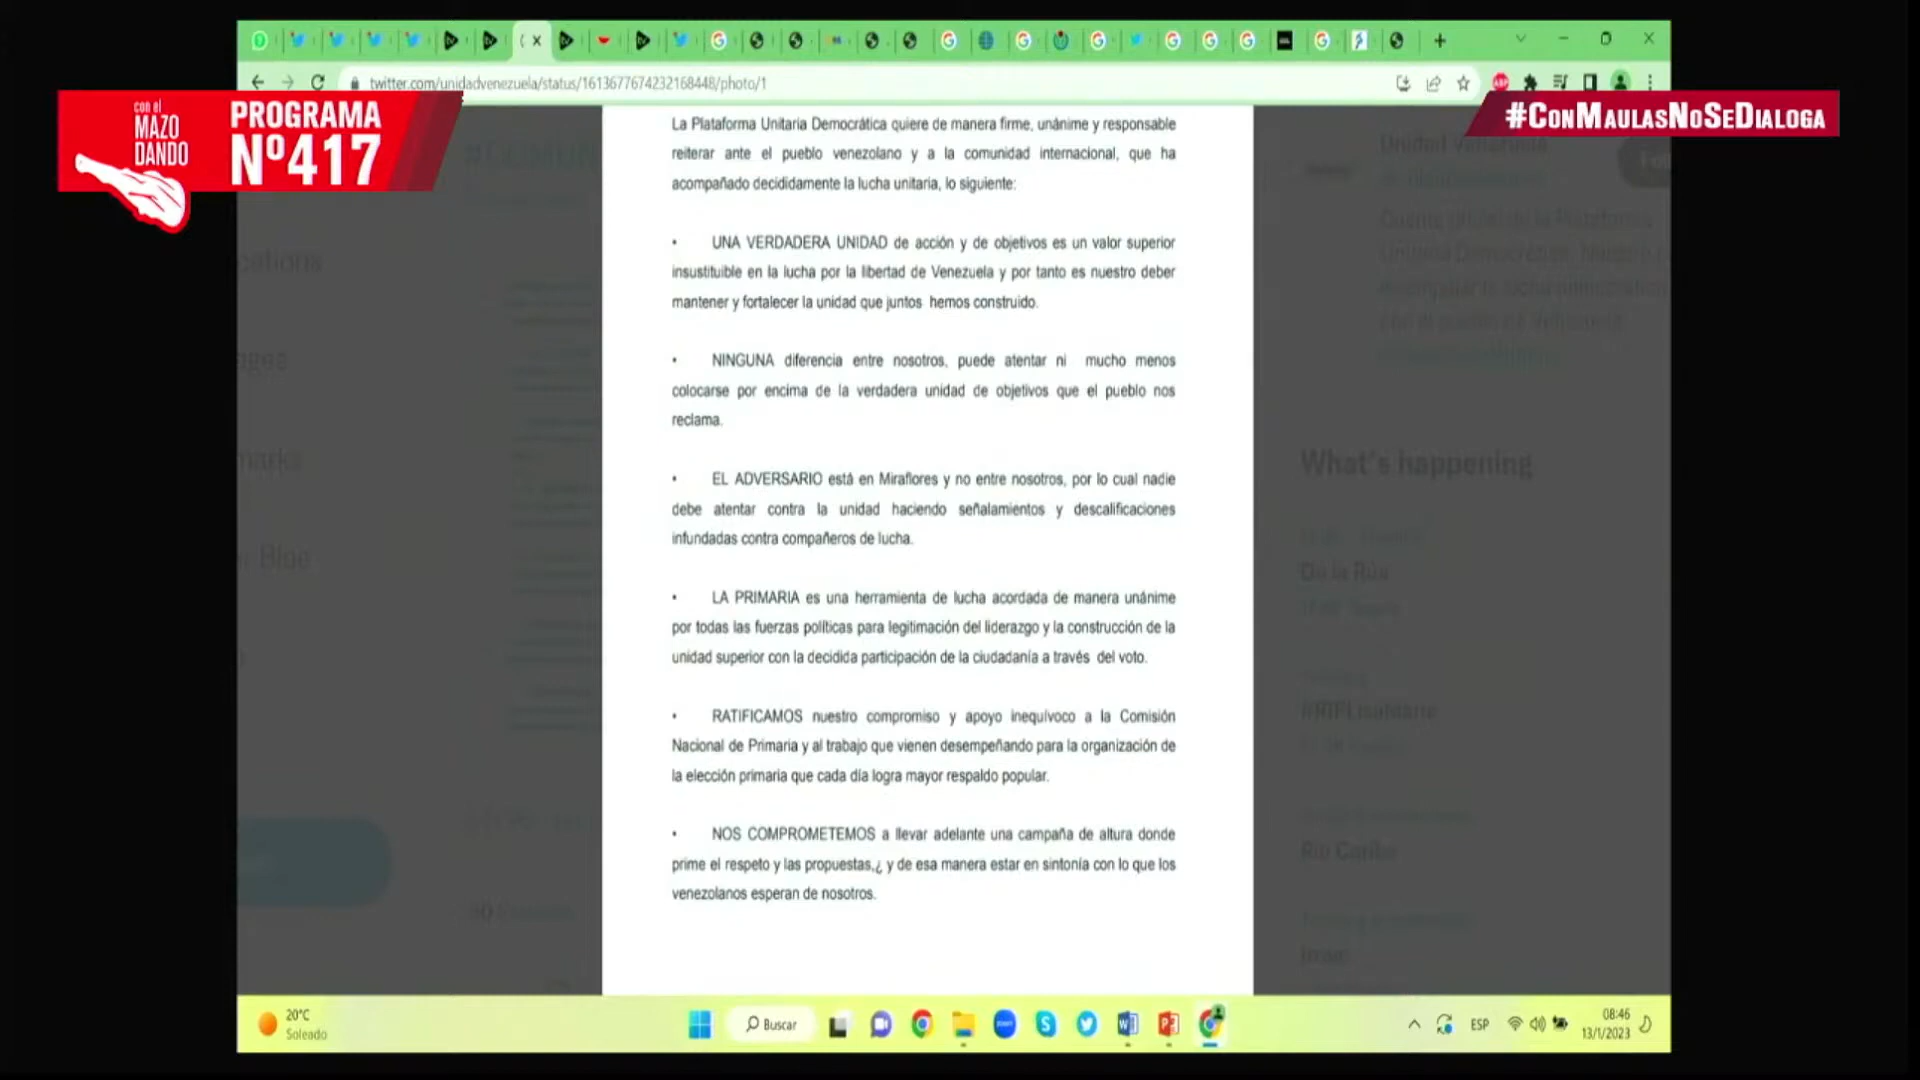 twitter.com/unidadvenezuela/status/1613677674232168448/photo/1
con el
MAZO
DANDO
PROGRAMA
Nº417
#ConMaulasNoSeDialoga
La Plataforma Unitaria Democrática quiere de manera firme, unánime y responsable
reiterar ante el pueblo venezolano y a la comunidad internacional, que ha
acompañado decididamente la lucha unitaria, lo siguiente:
• UNA VERDADERA UNIDAD de acción y de objetivos es un valor superior
insustituible en la lucha por la libertad de Venezuela y por tanto es nuestro deber
mantener y fortalecer la unidad que juntos hemos construido.
• NINGUNA diferencia entre nosotros, puede atentar ni mucho menos
colocarse por encima de la verdadera unidad de objetivos que el pueblo nos
reclama.
• EL ADVERSARIO está en Miraflores y no entre nosotros, por lo cual nadie
debe atentar contra la unidad haciendo señalamientos y descalificaciones
infundadas contra compañeros de lucha.
• LA PRIMARIA es una herramienta de lucha acordada de manera unánime
por todas las fuerzas políticas para legitimación del liderazgo y la construcción de la
unidad superior con la decidida participación de la ciudadanía a través del voto.
• RATIFICAMOS nuestro compromiso y apoyo inequívoco a la Comisión
Nacional de Primaria y al trabajo que vienen desempeñando para la organización de
la elección primaria que cada día logra mayor respaldo popular.
• NOS COMPROMETEMOS a llevar adelante una campaña de altura donde
prime el respeto y las propuestas,¿ y de esa manera estar en sintonía con lo que los
venezolanos esperan de nosotros.
Unidad Venezuela
What's happening
De la Rúa
Río Caribe
20°C
Soleado
Buscar
ESP
08:46
13/1/2023